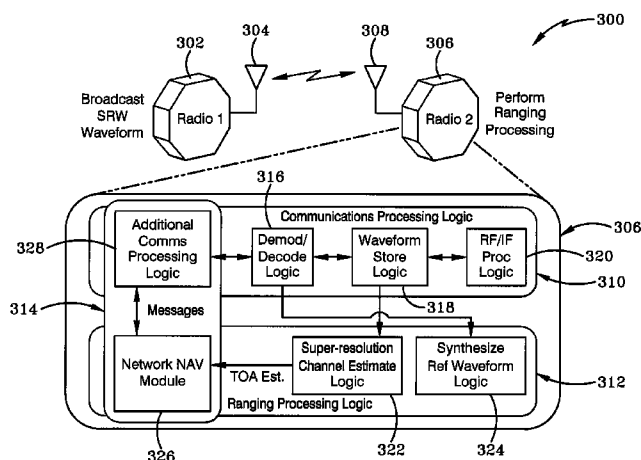 300
302
304
308
306
Broadcast
SRW
Waveform
Radio 1
Radio 2
Perform
Ranging
Processing
316
Communications Processing Logic
306
328
Additional
Comms
Processing
Logic
Demod/
Decode
Logic
Waveform
Store
Logic
RF/IF
Proc
Logic
320
310
318
314
Messages
Network NAV
Module
TOA Est.
Super-resolution
Channel Estimate
Logic
Synthesize
Ref Waveform
Logic
312
Ranging Processing Logic
326
322
324